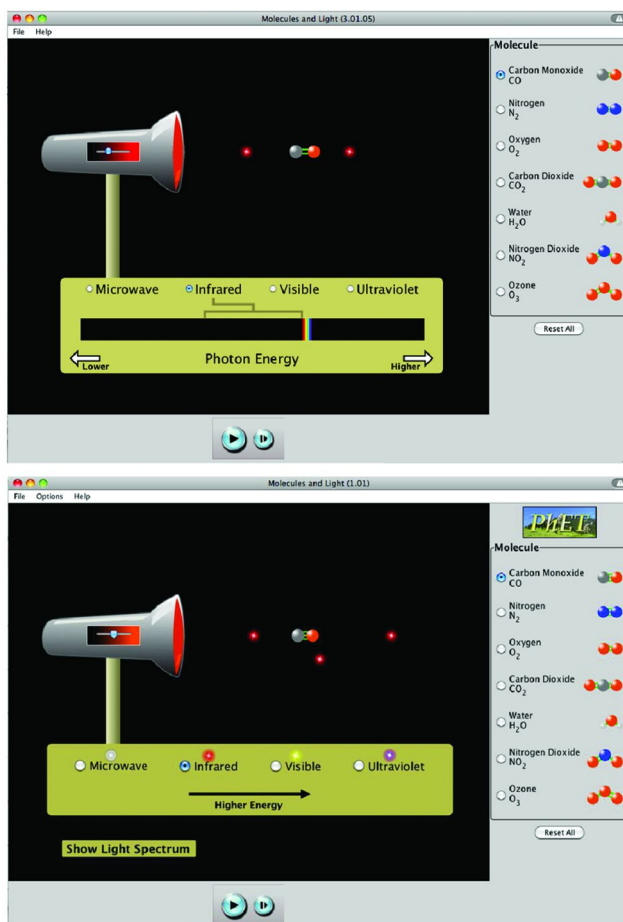 Molecules and Light (3.01.05)
File Help
Molecule
Carbon Monoxide
CO
Nitrogen
N2
Oxygen
O2
Carbon Dioxide
CO2
Water
H2O
Nitrogen Dioxide
NO2
Ozone
O3
Reset All
Microwave Infrared Visible Ultraviolet
Lower Photon Energy Higher
Molecules and Light (1.01)
File Options Help
PhET
Molecule
Carbon Monoxide
CO
Nitrogen
N2
Oxygen
O2
Carbon Dioxide
CO2
Water
H2O
Nitrogen Dioxide
NO2
Ozone
O3
Reset All
Microwave Infrared Visible Ultraviolet
Higher Energy
Show Light Spectrum